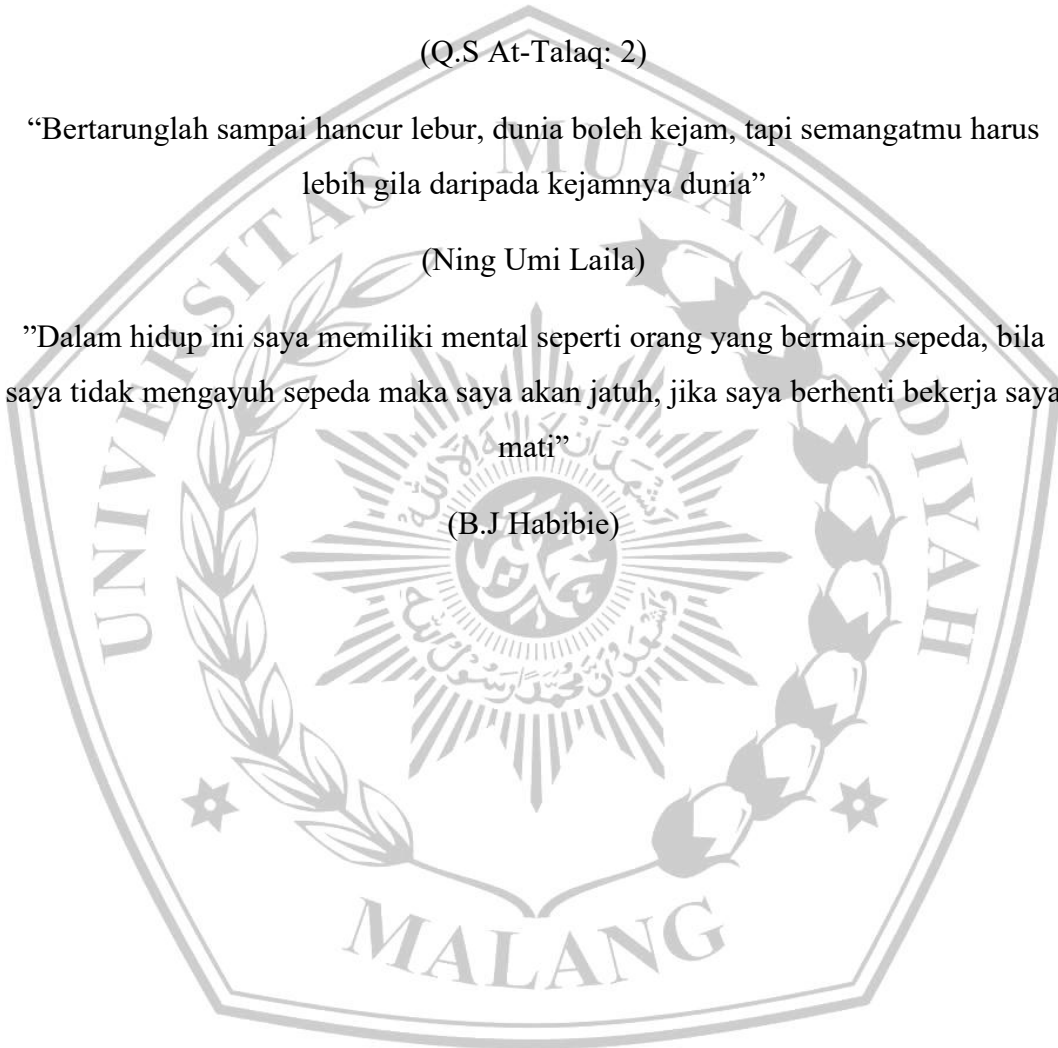 (Q.S At-Talaq: 2)
“Bertarunglah sampai hancur lebur, dunia boleh kejam, tapi semangatmu harus
lebih gila daripada kejamnya dunia”
(Ning Umi Laila)
”Dalam hidup ini saya memiliki mental seperti orang yang bermain sepeda, bila
saya tidak mengayuh sepeda maka saya akan jatuh, jika saya berhenti bekerja saya
mati”
(B.J Habibie)
UNIVERSITAS MUHAMMADIYAH
MALANG